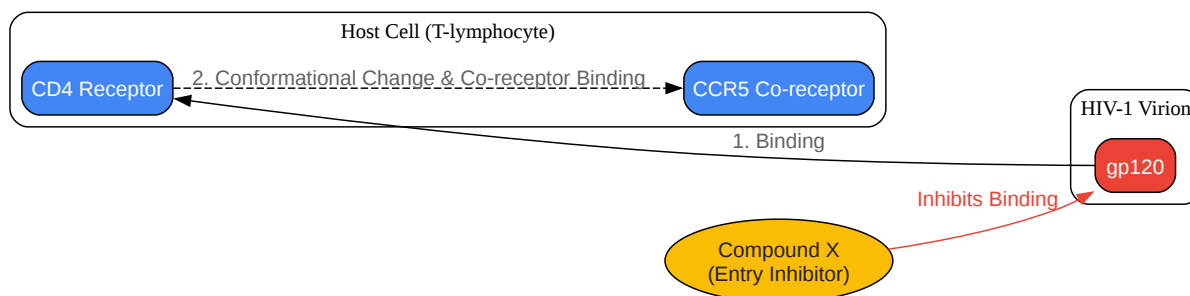 Host Cell (T-lymphocyte)
CD4 Receptor
2. Conformational Change & Co-receptor Binding
CCR5 Co-receptor
HIV-1 Virion
1. Binding
gp120
Inhibits Binding
Compound X
(Entry Inhibitor)